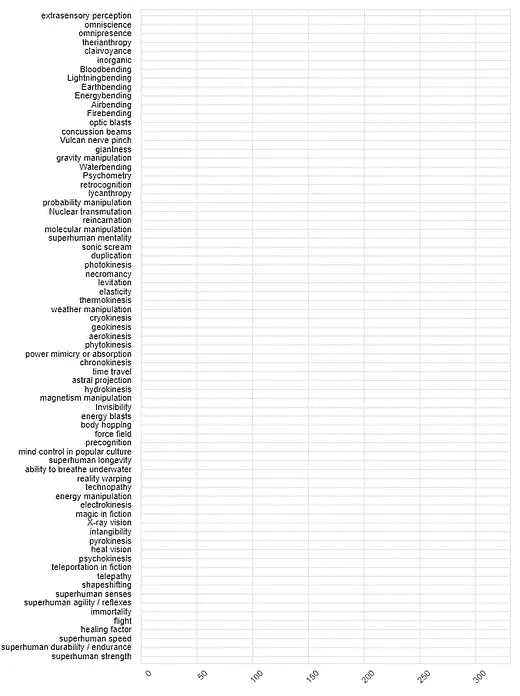 extrasensory perception
omniscience
omnipresence
therianthropy
clairvoyance
inorganic
Bloodbending
Lightningbending
Earthbending
Energybending
Airbending
Firebending
optic blasts
concussion beams
Vulcan nerve pinch
giantness
gravity manipulation
Waterbending
Psychometry
retrocognition
lycanthropy
probability manipulation
Nuclear transmutation
reincarnation
molecular manipulation
superhuman mentality
sonic scream
duplication
photokinesis
necromancy
levitation
elasticity
thermokinesis
weather manipulation
cryokinesis
geokinesis
aerokinesis
phytokinesis
power mimicry or absorption
chronokinesis
time travel
astral projection
hydrokinesis
magnetism manipulation
Invisibility
energy blasts
body hopping
force field
precognition
mind control in popular culture
superhuman longevity
ability to breathe underwater
reality warping
technopathy
energy manipulation
electrokinesis
magic in fiction
X-ray vision
intangibility
pyrokinesis
heat vision
psychokinesis
teleportation in fiction
telepathy
shapeshifting
superhuman senses
superhuman agility / reflexes
immortality
flight
healing factor
superhuman speed
superhuman durability / endurance
superhuman strength
0 50 100 150 200 250 300